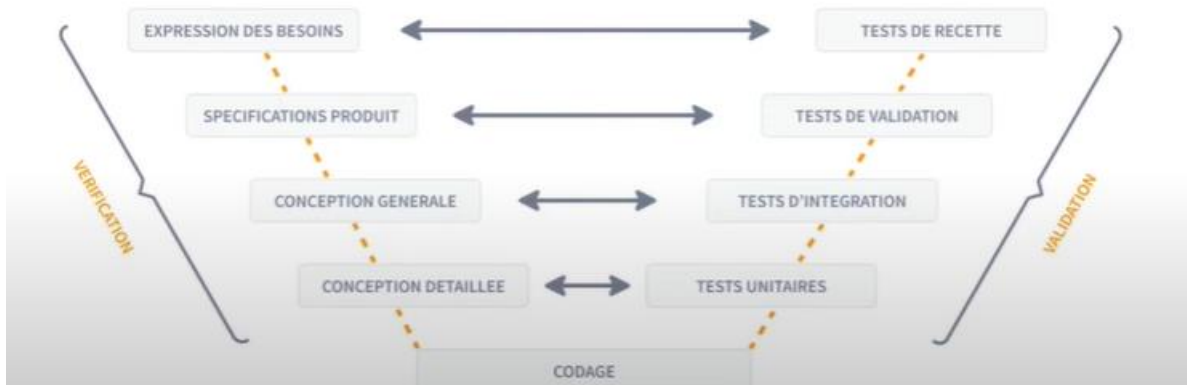 EXPRESSION DES BESOINS
TESTS DE RECETTE
SPECIFICATIONS PRODUIT
TESTS DE VALIDATION
VERIFICATION
CONCEPTION GENERALE
TESTS D'INTEGRATION
VALIDATION
CONCEPTION DETAILLEE
TESTS UNITAIRES
CODAGE